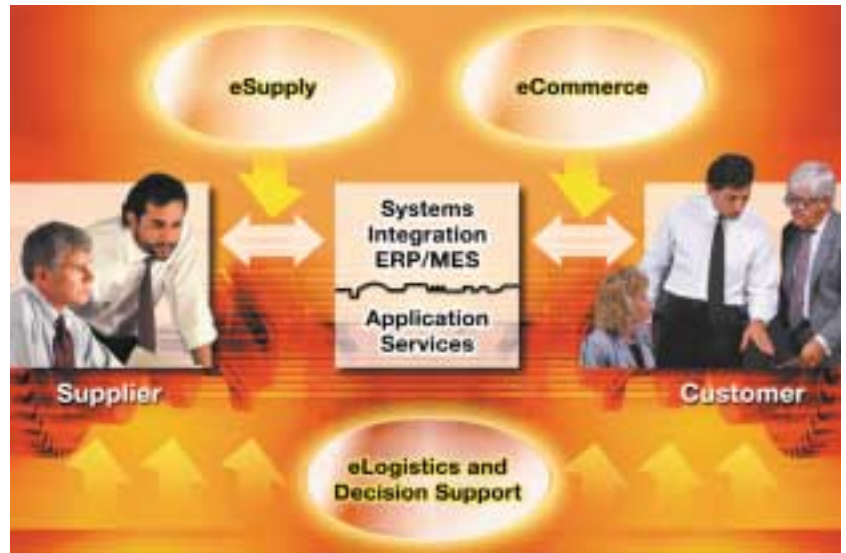 eSupply
eCommerce
Systems
Integration
ERP/MES
Application
Services
Supplier
Customer
eLogistics and
Decision Support